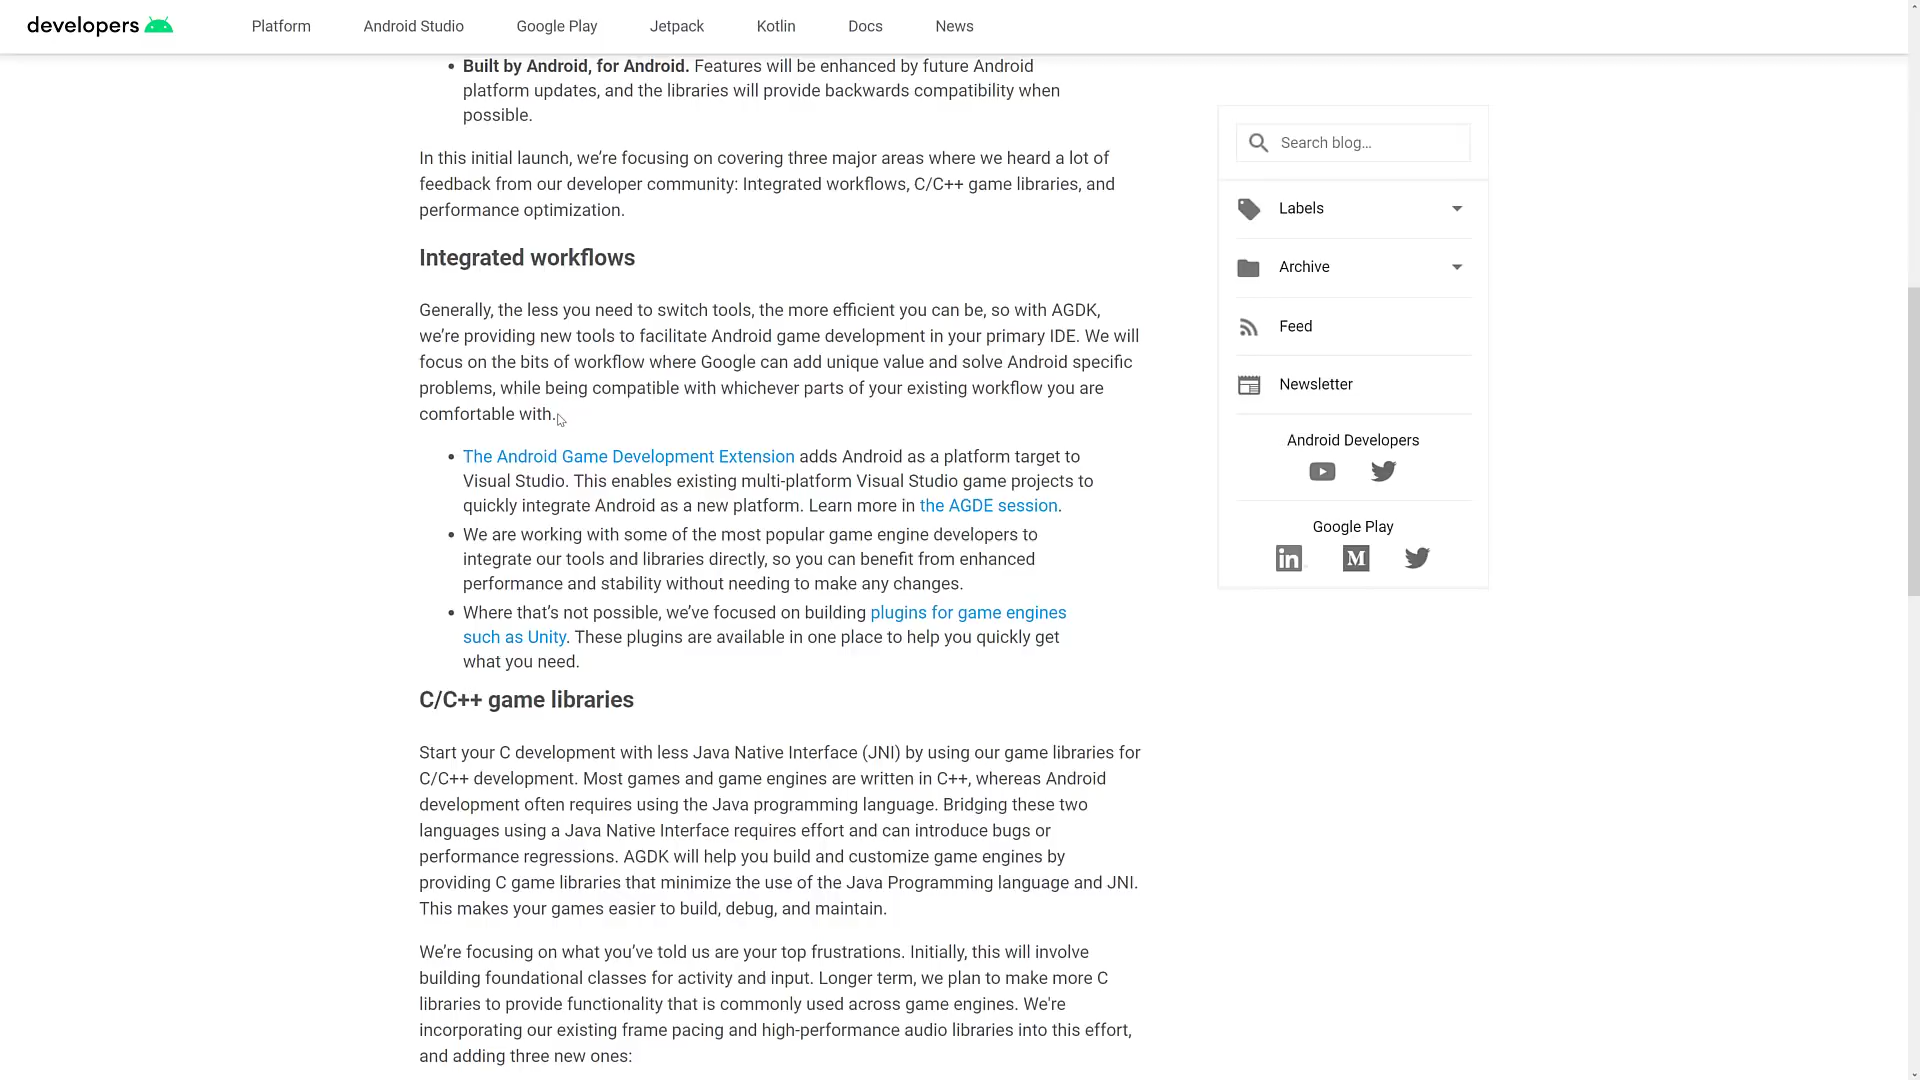 developers
Platform
Android Studio
Google Play
Jetpack
Kotlin
Docs
News
• Built by Android, for Android. Features will be enhanced by future Android
platform updates, and the libraries will provide backwards compatibility when
possible.
In this initial launch, we’re focusing on covering three major areas where we heard a lot of
feedback from our developer community: Integrated workflows, C/C++ game libraries, and
performance optimization.
Integrated workflows
Generally, the less you need to switch tools, the more efficient you can be, so with AGDK,
we’re providing new tools to facilitate Android game development in your primary IDE. We will
focus on the bits of workflow where Google can add unique value and solve Android specific
problems, while being compatible with whichever parts of your existing workflow you are
comfortable with.
• The Android Game Development Extension adds Android as a platform target to
Visual Studio. This enables existing multi-platform Visual Studio game projects to
quickly integrate Android as a new platform. Learn more in the AGDE session.
• We are working with some of the most popular game engine developers to
integrate our tools and libraries directly, so you can benefit from enhanced
performance and stability without needing to make any changes.
• Where that’s not possible, we’ve focused on building plugins for game engines
such as Unity. These plugins are available in one place to help you quickly get
what you need.
C/C++ game libraries
Start your C development with less Java Native Interface (JNI) by using our game libraries for
C/C++ development. Most games and game engines are written in C++, whereas Android
development often requires using the Java programming language. Bridging these two
languages using a Java Native Interface requires effort and can introduce bugs or
performance regressions. AGDK will help you build and customize game engines by
providing C game libraries that minimize the use of the Java Programming language and JNI.
This makes your games easier to build, debug, and maintain.
We’re focusing on what you’ve told us are your top frustrations. Initially, this will involve
building foundational classes for activity and input. Longer term, we plan to make more C
libraries to provide functionality that is commonly used across game engines. We're
incorporating our existing frame pacing and high-performance audio libraries into this effort,
and adding three new ones:
Search blog…
Labels
Archive
Feed
Newsletter
Android Developers
Google Play
in
M